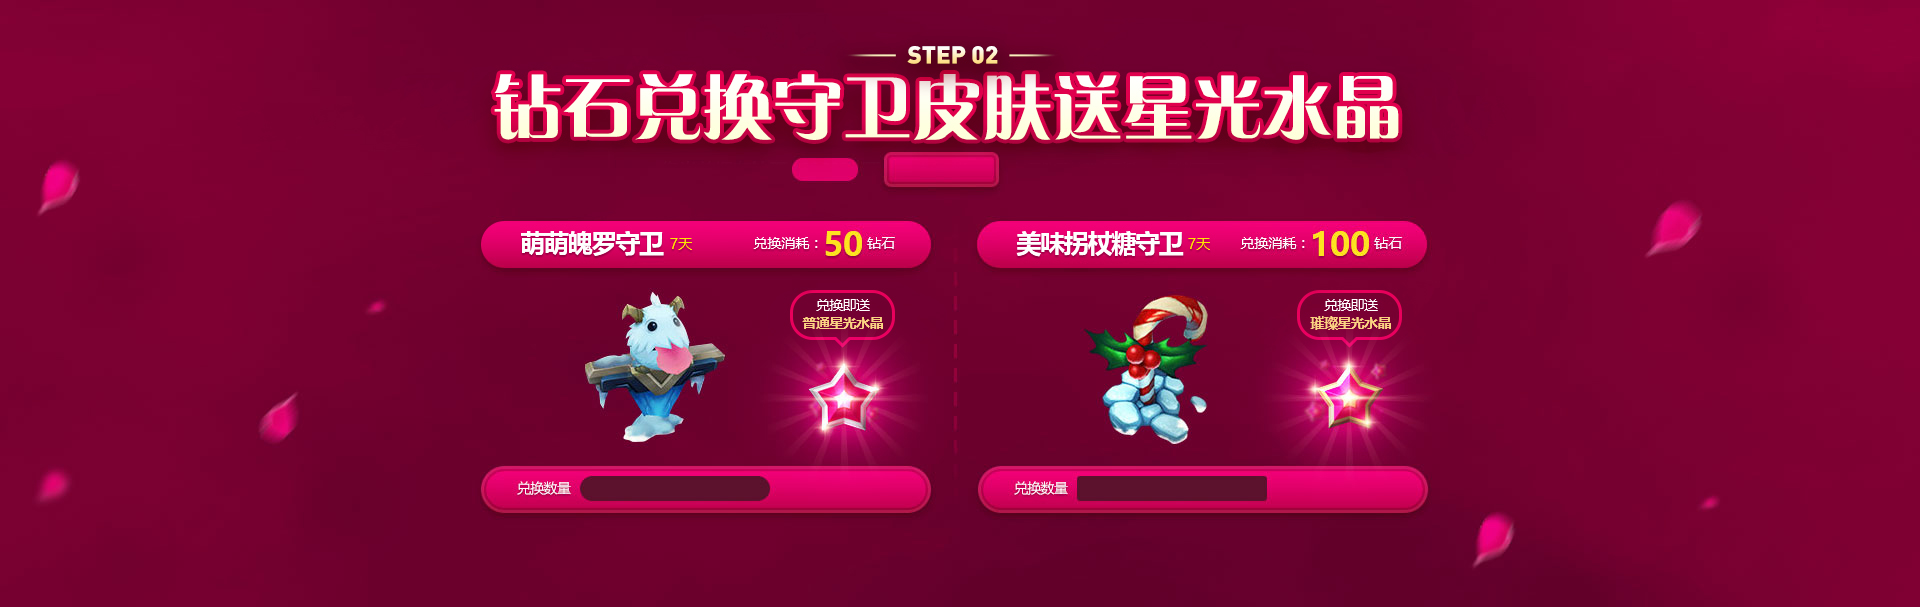 STEP 02
钻石兑换守卫皮肤送星光水晶
萌萌魄罗守卫 7天 兑换消耗：50 钻石
美味拐杖糖守卫 7天 兑换消耗：100 钻石
兑换即送
普通星光水晶
兑换即送
璀璨星光水晶
兑换数量
兑换数量